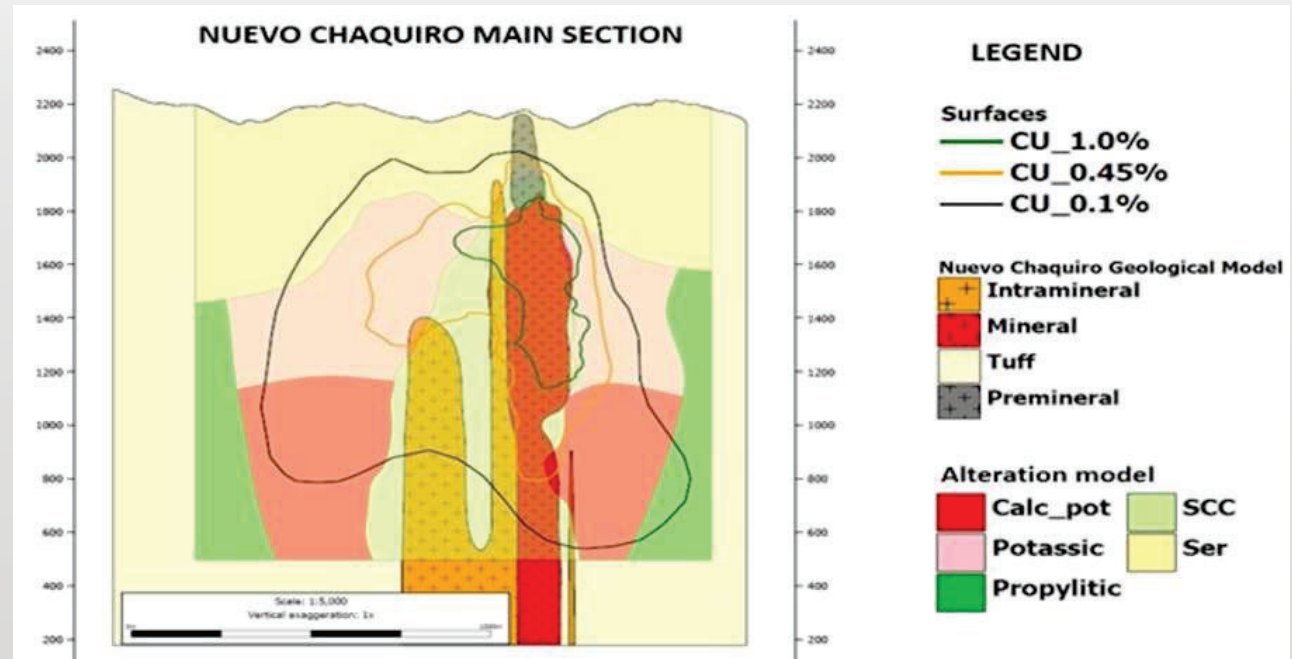 NUEVO CHAQUIRO MAIN SECTION
2400
2200
2000
1800
1600
1400
1200
1000
800
600
400
200
2400
2200
2000
1800
1600
1400
1200
1000
800
600
400
200
Scale: 1:5,000
Vertical exaggeration: 1x
LEGEND
Surfaces
CU_1.0%
CU_0.45%
CU_0.1%
Nuevo Chaquiro Geological Model
Intramineral
Mineral
Tuff
Premineral
Alteration model
Calc_pot
SCC
Potassic
Ser
Propylitic